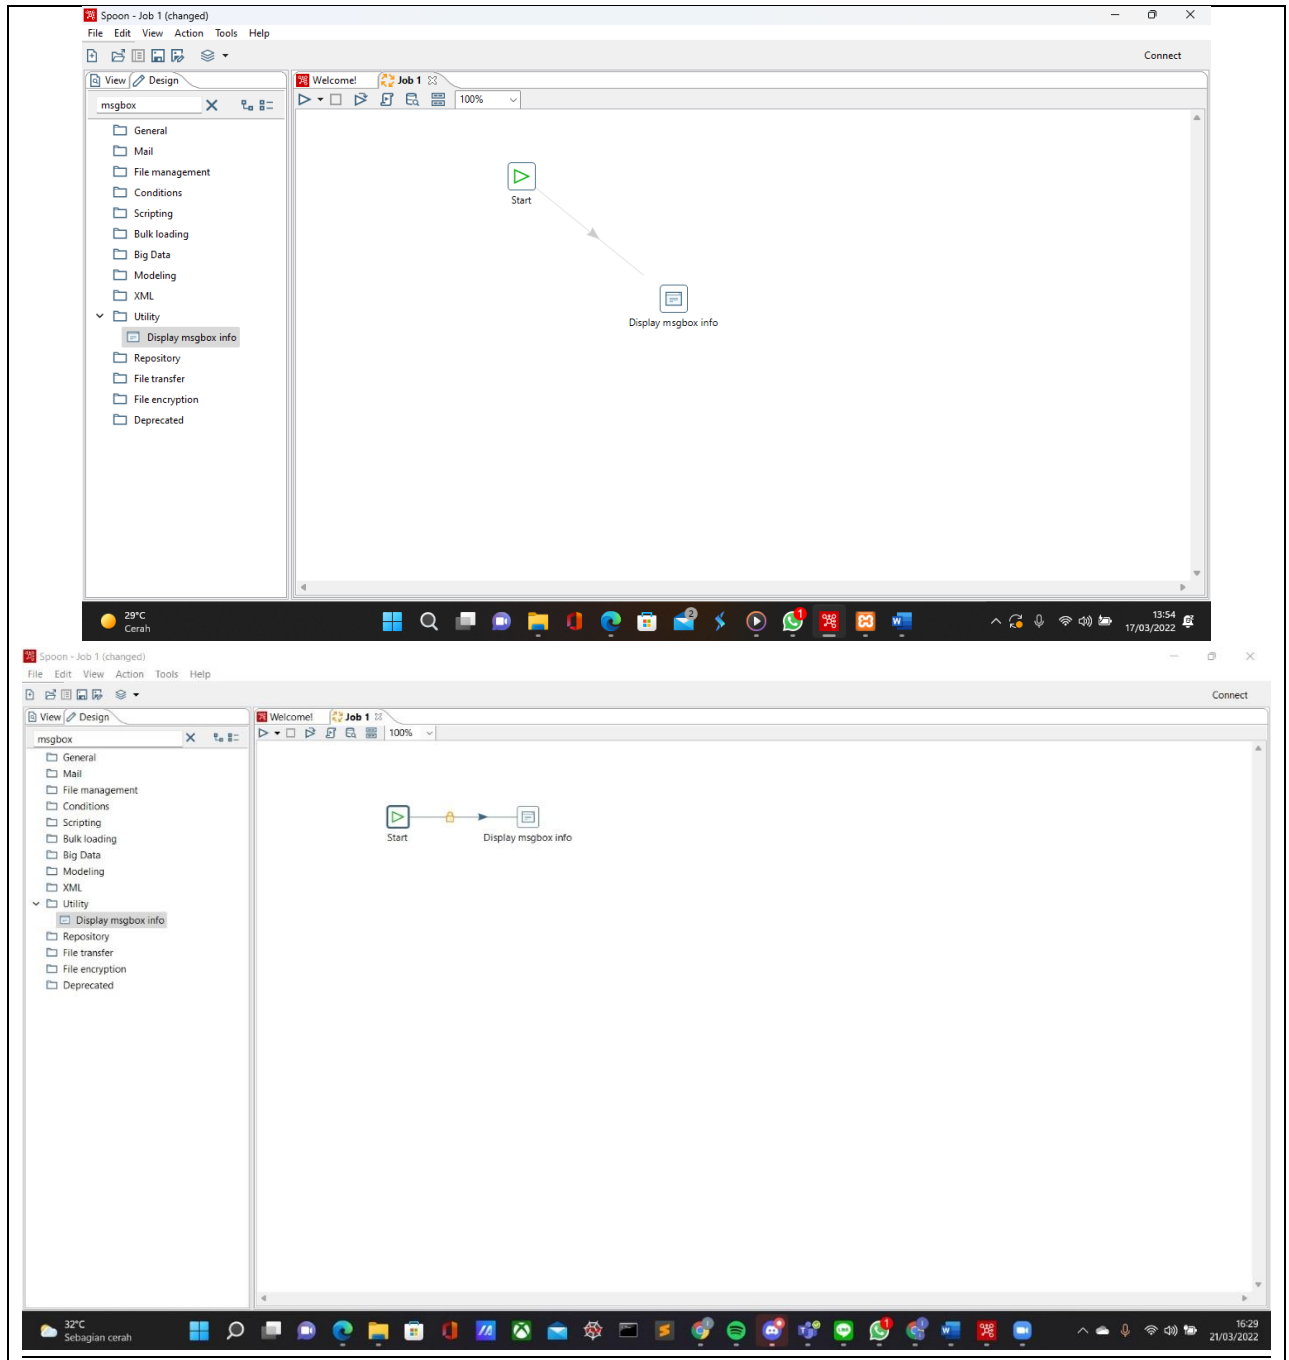 Spoon - Job 1 (changed)
File Edit View Action Tools Help
Connect
View Design
Welcome! Job 1
msgbox
100%
General
Mail
File management
Conditions
Scripting
Bulk loading
Big Data
Modeling
XML
Utility
Display msgbox info
Repository
File transfer
File encryption
Deprecated
Start
Display msgbox info
29°C
Cerah
2
1
13:54
17/03/2022
Spoon - Job 1 (changed)
File Edit View Action Tools Help
Connect
View Design
Welcome! Job 1
msgbox
100%
General
Mail
File management
Conditions
Scripting
Bulk loading
Big Data
Modeling
XML
Utility
Display msgbox info
Repository
File transfer
File encryption
Deprecated
Start
Display msgbox info
32°C
Sebagian cerah
1
16:29
21/03/2022